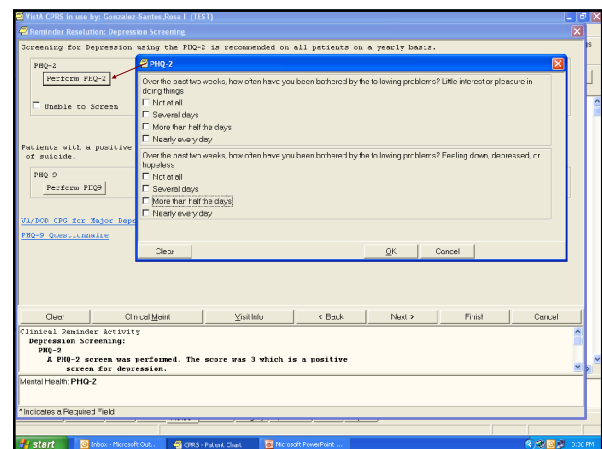 VistA CPRS in use by: Gonzalez-Santos,Rosa I (TEST)
Reminder Resolution: Depression Screening
Screening for Depression using the PHQ-2 is recommended on all patients on a yearly basis.
PHQ-2
Perform PHQ-2
Unable to Screen
Patients with a positive
of suicide.
PHQ 9
Perform PHQ9
VA/DOD CPG for Major Depr
PHQ-9 Questionnaire
PHQ-2
Over the past two weeks, how often have you been bothered by the following problems? Little interest or pleasure in
doing things
Not at all
Several days
More than half the days
Nearly every day
Over the past two weeks, how often have you been bothered by the following problems? Feeling down, depressed, or
hopeless
Not at all
Several days
More than half the days
Nearly every day
Clear OK Cancel
Clear Clinical Maint Visit Info < Back Next > Finish Cancel
Clinical Reminder Activity
Depression Screening:
PHQ-2
A PHQ-2 screen was performed. The score was 3 which is a positive
screen for depression.
Mental Health: PHQ-2
* Indicates a Required Field
start Inbox - Microsoft Out... CPRS - Patient Chart Microsoft PowerPoint ...